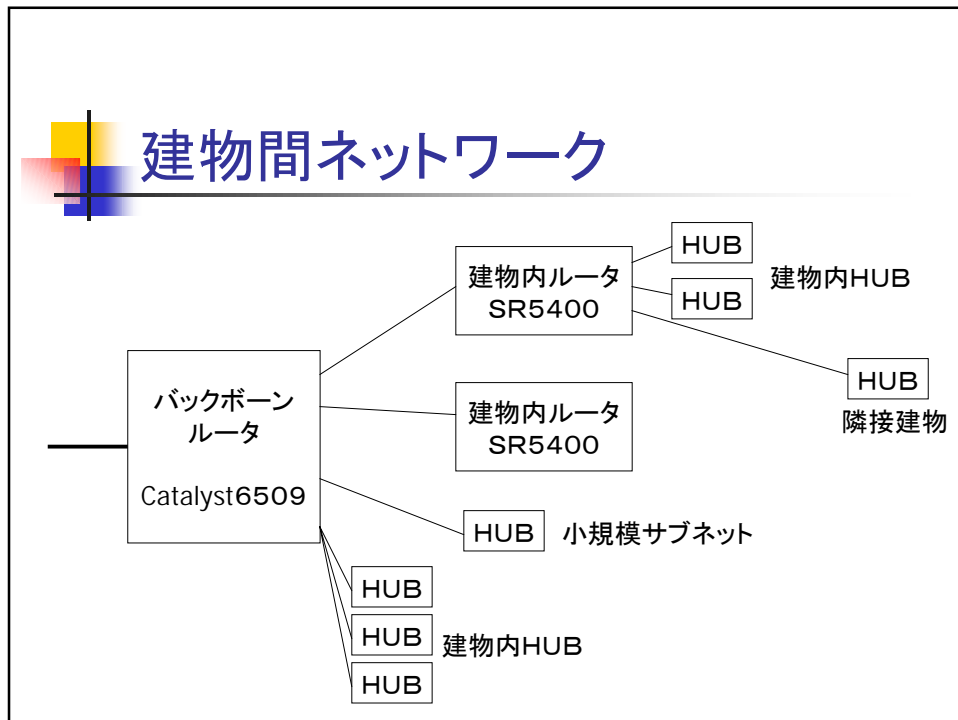 建物間ネットワーク
建物内ルータ
SR5400
HUB
HUB
建物内HUB
HUB
隣接建物
バックボーン
ルータ
Catalyst6509
建物内ルータ
SR5400
HUB
小規模サブネット
HUB
HUB
HUB
建物内HUB